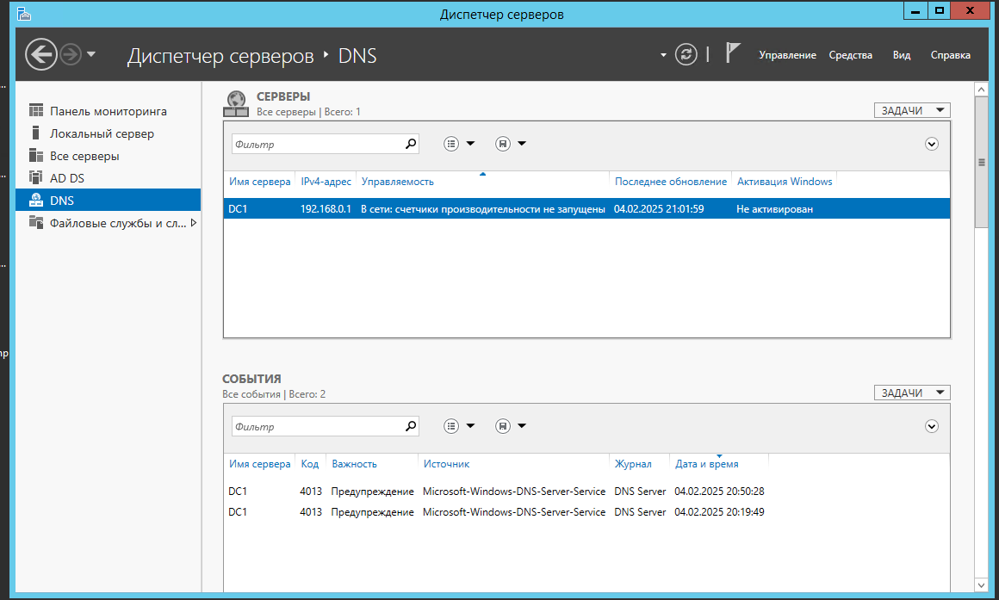 Диспетчер серверов
Диспетчер серверов ‣ DNS
Управление Средства Вид Справка
Панель мониторинга
Локальный сервер
Все серверы
AD DS
DNS
Файловые службы и сл...
СЕРВЕРЫ
Все серверы | Всего: 1
ЗАДАЧИ
Фильтр
Имя сервера IPv4-адрес Управляемость Последнее обновление Активация Windows
DC1 192.168.0.1 В сети: счетчики производительности не запущены 04.02.2025 21:01:59 Не активирован
СОБЫТИЯ
Все события | Всего: 2
ЗАДАЧИ
Фильтр
Имя сервера Код Важность Источник Журнал Дата и время
DC1 4013 Предупреждение Microsoft-Windows-DNS-Server-Service DNS Server 04.02.2025 20:50:28
DC1 4013 Предупреждение Microsoft-Windows-DNS-Server-Service DNS Server 04.02.2025 20:19:49